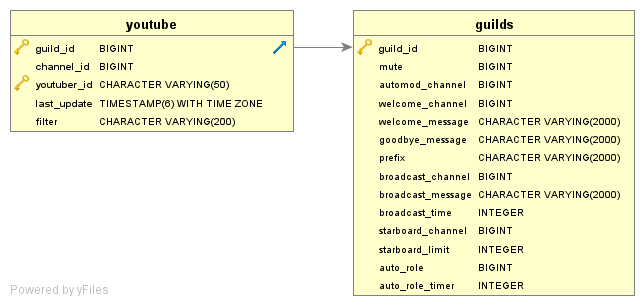 youtube
guild_id BIGINT
channel_id BIGINT
youtuber_id CHARACTER VARYING(50)
last_update TIMESTAMP(6) WITH TIME ZONE
filter CHARACTER VARYING(200)
guilds
guild_id BIGINT
mute BIGINT
automod_channel BIGINT
welcome_channel BIGINT
welcome_message CHARACTER VARYING(2000)
goodbye_message CHARACTER VARYING(2000)
prefix CHARACTER VARYING(2000)
broadcast_channel BIGINT
broadcast_message CHARACTER VARYING(2000)
broadcast_time INTEGER
starboard_channel BIGINT
starboard_limit INTEGER
auto_role BIGINT
auto_role_timer INTEGER
Powered by yFiles